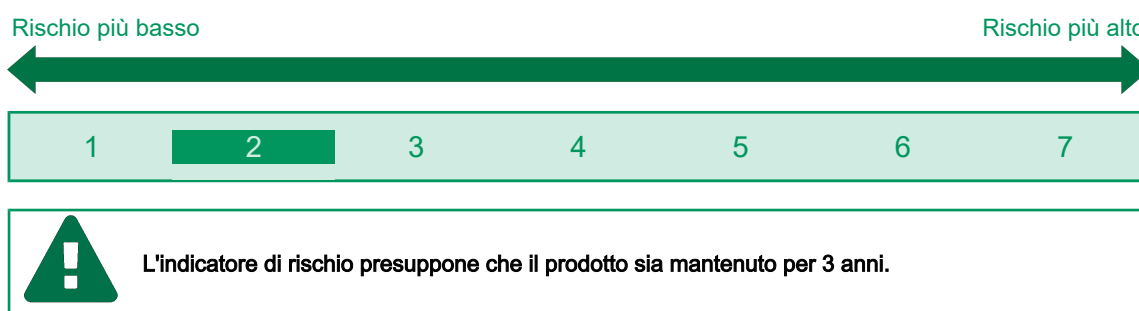 Rischio più basso Rischio più alto
1 2 3 4 5 6 7
L'indicatore di rischio presuppone che il prodotto sia mantenuto per 3 anni.